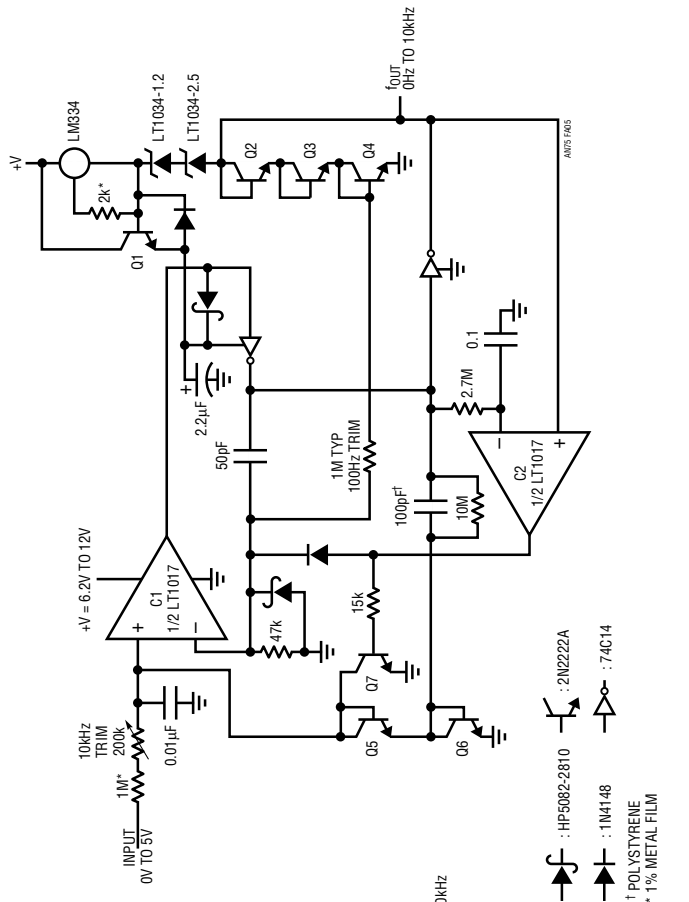 +V
LM334
LT1034-1.2
LT1034-2.5
2k*
Q1
Q2
Q3
Q4
fOUT
0Hz TO 10kHz
AN75 FA05
+V = 6.2V TO 12V
C1
1/2 LT1017
+
−
+
2.2µF
50pF
1M TYP
100Hz TRIM
INPUT
0V TO 5V
1M*
10kHz
TRIM
200k
0.01µF
47k
15k
Q7
Q5
Q6
100pF†
10M
2.7M
0.1
C2
1/2 LT1017
−
+
0kHz
: HP5082-2810
: 1N4148
: 2N2222A
: 74C14
† POLYSTYRENE
* 1% METAL FILM